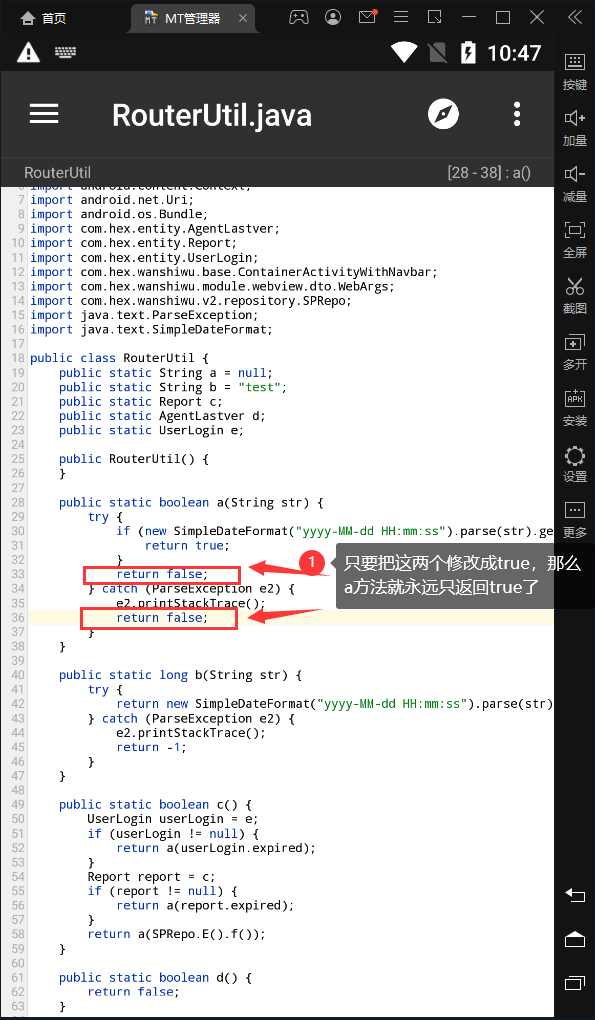 首页
MT管理器
10:47
RouterUtil.java
RouterUtil
[28 - 38] : a()
6 import android.content.Context;
7 import android.net.Uri;
8 import android.os.Bundle;
9 import com.hex.entity.AgentLastver;
10 import com.hex.entity.Report;
11 import com.hex.entity.UserLogin;
12 import com.hex.wanshiwu.base.ContainerActivityWithNavbar;
13 import com.hex.wanshiwu.module.webview.dto.WebArgs;
14 import com.hex.wanshiwu.v2.repository.SPRepo;
15 import java.text.ParseException;
16 import java.text.SimpleDateFormat;
17
18 public class RouterUtil {
19 public static String a = null;
20 public static String b = "test";
21 public static Report c;
22 public static AgentLastver d;
23 public static UserLogin e;
24
25 public RouterUtil() {
26 }
27
28 public static boolean a(String str) {
29 try {
30 if (new SimpleDateFormat("yyyy-MM-dd HH:mm:ss").parse(str).ge
31 return true;
32 }
33 return false;
34 } catch (ParseException e2) {
35 e2.printStackTrace();
36 return false;
37 }
38 }
39
40 public static long b(String str) {
41 try {
42 return new SimpleDateFormat("yyyy-MM-dd HH:mm:ss").parse(str)
43 } catch (ParseException e2) {
44 e2.printStackTrace();
45 return -1;
46 }
47 }
48
49 public static boolean c() {
50 UserLogin userLogin = e;
51 if (userLogin != null) {
52 return a(userLogin.expired);
53 }
54 Report report = c;
55 if (report != null) {
56 return a(report.expired);
57 }
58 return a(SPRepo.E().f());
59 }
60
61 public static boolean d() {
62 return false;
63 }
1
只要把这两个修改成true，那么
a方法就永远只返回true了
按键
加量
减量
全屏
截图
多开
APK
安装
设置
更多